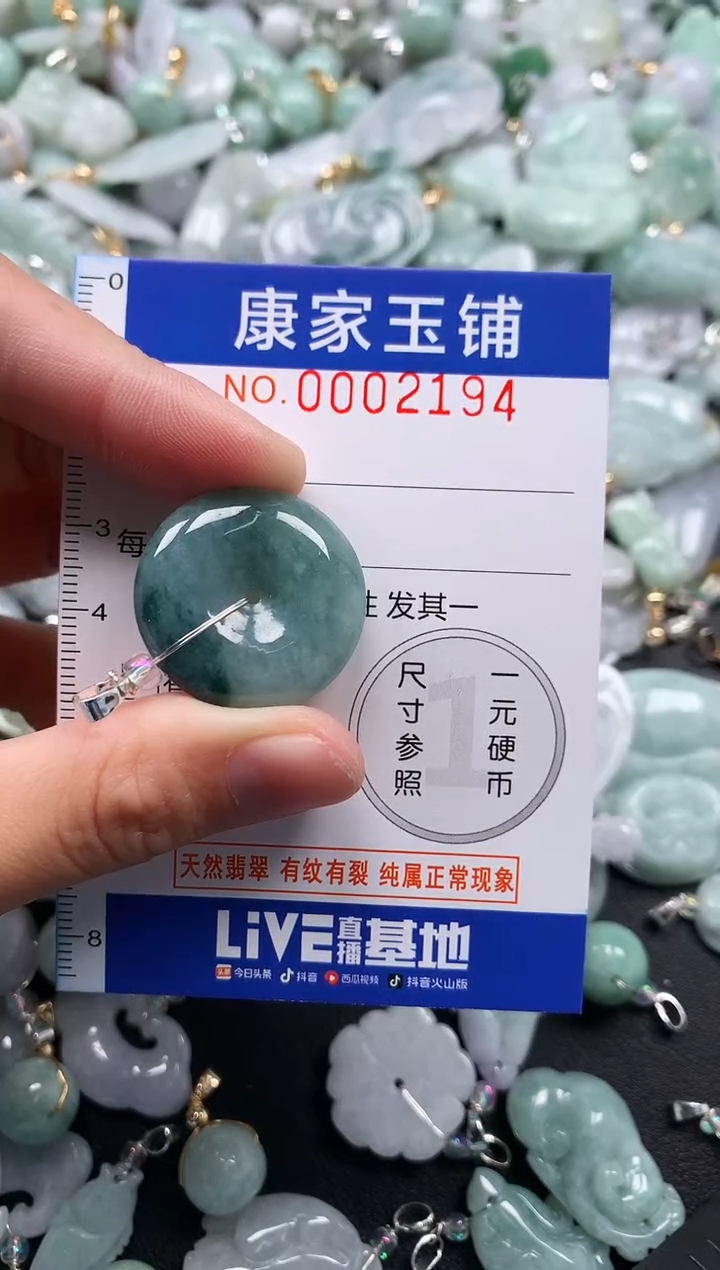 0
康家玉铺
NO.0002194
3
每
发其一
4
尺寸参照
一元硬币
1
天然翡翠 有纹有裂 纯属正常现象
8
LiVE直播基地
头条 今日头条 抖音 西瓜视频 抖音火山版